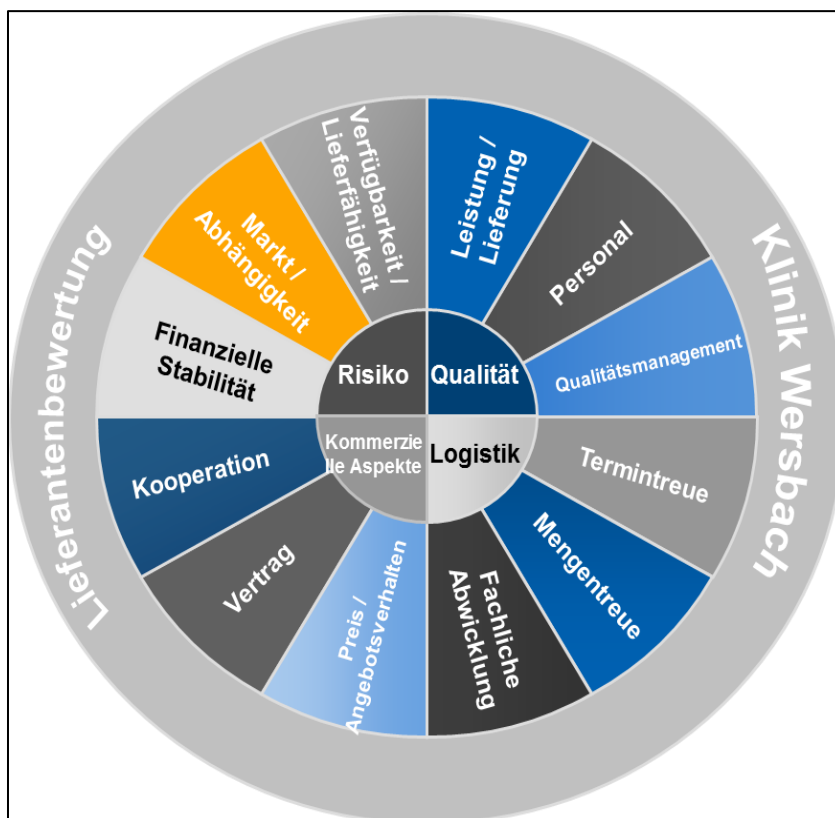 Lieferantenbewertung
Klinik Wersbach
Verfügbarkeit /
Lieferfähigkeit
Leistung /
Lieferung
Markt /
Abhängigkeit
Personal
Finanzielle
Stabilität
Qualitätsmanagement
Risiko
Qualität
Kommerzie
lle Aspekte
Logistik
Kooperation
Termintreue
Vertrag
Mengentreue
Preis /
Angebotsverhalten
Fachliche
Abwicklung